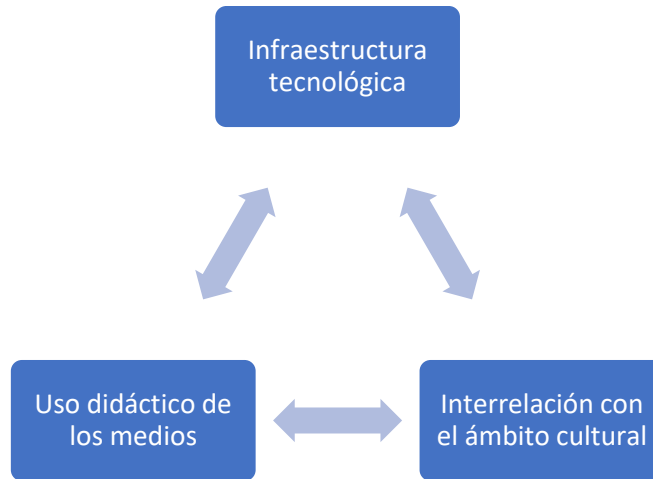 Infraestructura
tecnológica
Uso didáctico de
los medios
Interrelación con
el ámbito cultural